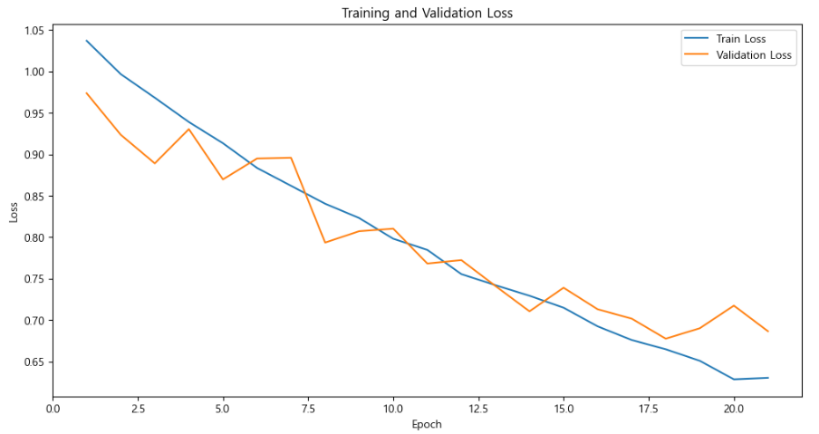 Training and Validation Loss
Train Loss
Validation Loss
1.05
1.00
0.95
0.90
0.85
0.80
0.75
0.70
0.65
Loss
0.0 2.5 5.0 7.5 10.0 12.5 15.0 17.5 20.0
Epoch